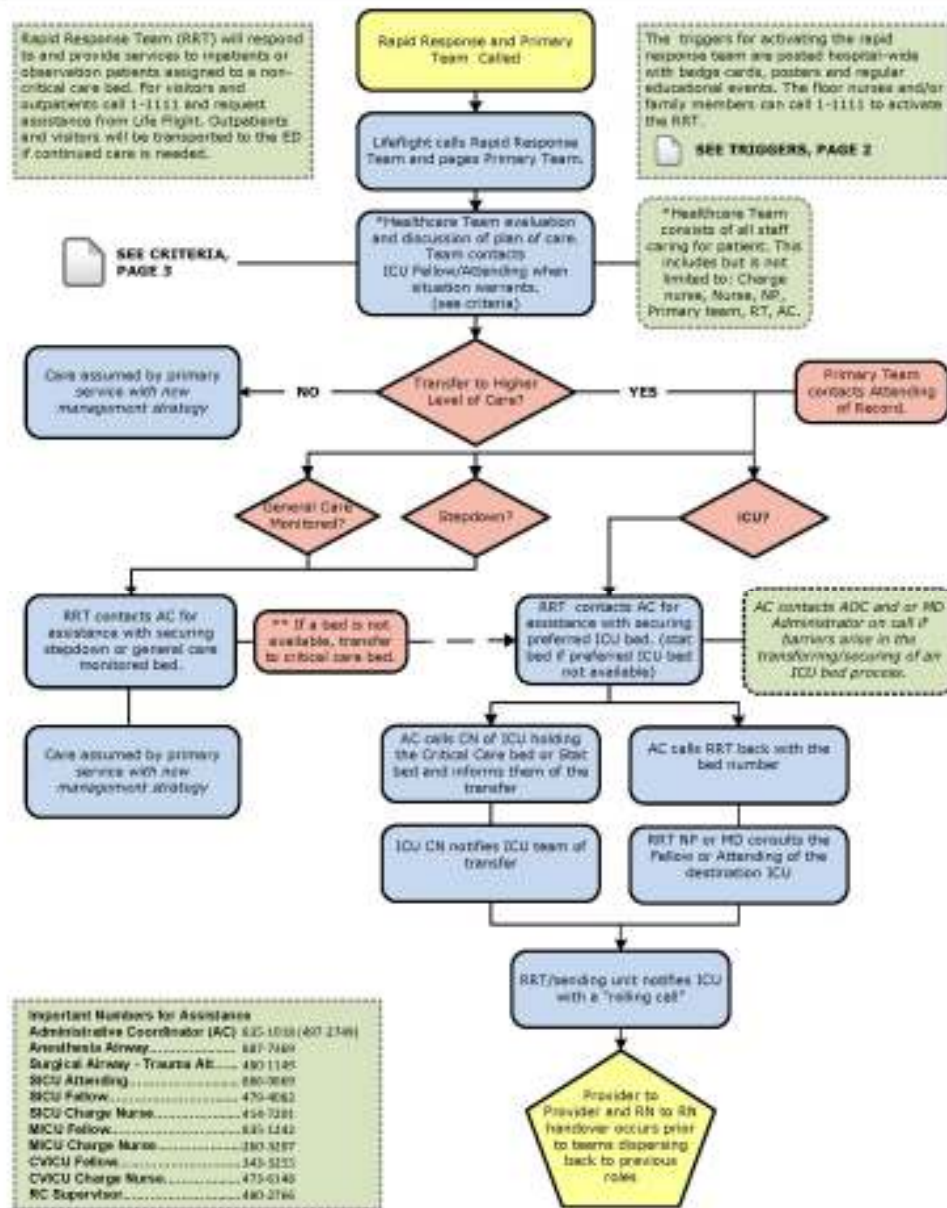 Rapid Response Team (RRT) will respond
to and provide services to inpatients or
observation patients assigned to a non-
critical care bed. For visitors and
outpatients call 1-1111 and request
assistance from Life Flight. Outpatients
and visitors will be transported to the ED
if continued care is needed.
Rapid Response and Primary
Team Called
The triggers for activating the rapid
response team are posted hospital-wide
with badge cards, posters and regular
educational events. The floor nurses and/or
family members can call 1-1111 to activate
the RRT.
SEE TRIGGERS, PAGE 2
Lifeflight calls Rapid Response
Team and pages Primary Team.
SEE CRITERIA,
PAGE 3
*Healthcare Team evaluation
and discussion of plan of care.
Team contacts
ICU Fellow/Attending when
situation warrants.
(see criteria)
*Healthcare Team
consists of all staff
caring for patient. This
includes but is not
limited to: Charge
nurse, Nurse, NP,
Primary team, RT, AC.
Care assumed by primary
service with new
management strategy
NO
Transfer to Higher
Level of Care?
YES
Primary Team
contacts Attending
of Record.
General Care
Monitored?
Stepdown?
ICU?
RRT contacts AC for
assistance with securing
stepdown or general care
monitored bed.
** If a bed is not
available, transfer
to critical care bed.
RRT contacts AC for
assistance with securing
preferred ICU bed. (stat
bed if preferred ICU bed
not available)
AC contacts AOC and or MD
Administrator on call if
barriers arise in the
transferring/securing of an
ICU bed process.
Care assumed by primary
service with new
management strategy
AC calls CN of ICU holding
the Critical Care bed or Stat
bed and informs them of the
transfer
AC calls RRT back with the
bed number
ICU CN notifies ICU team of
transfer
RRT NP or MD consults the
Fellow or Attending of the
destination ICU
RRT/sending unit notifies ICU
with a "rolling call"
Provider to
Provider and RN to RN
handover occurs prior
to teams dispersing
back to previous
roles
Important Numbers for Assistance
Administrative Coordinator (AC)
Anesthesia Airway
Surgical Airway - Trauma Att
SICU Attending
SICU Fellow
SICU Charge Nurse
MICU Fellow
MICU Charge Nurse
CVICU Fellow
CVICU Charge Nurse
RC Supervisor